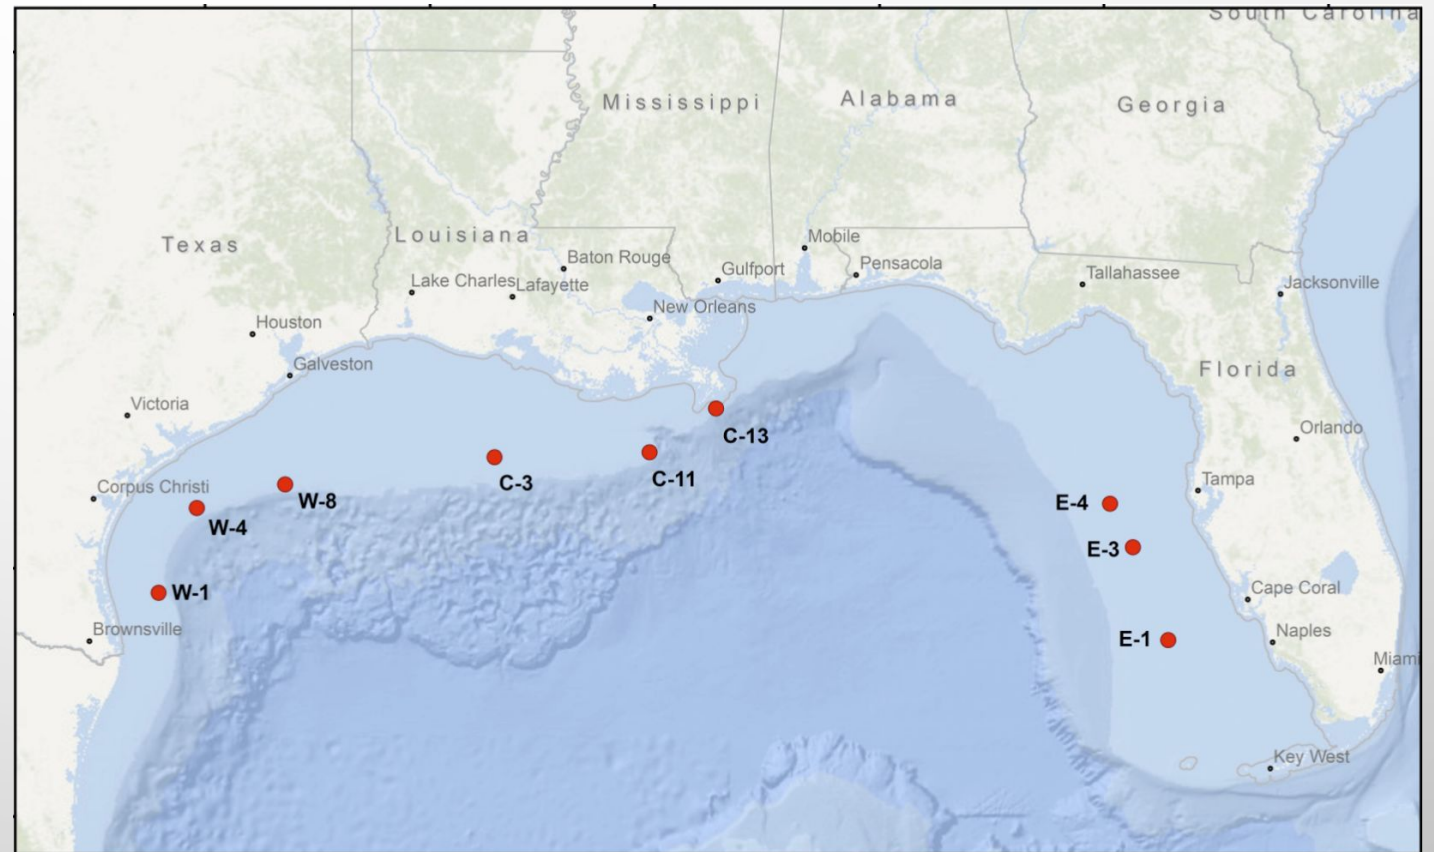 South Carolina
Mississippi
Alabama
Georgia
Texas
Louisiana
Mobile
Baton Rouge
Pensacola
Gulfport
Tallahassee
Lake Charles
Lafayette
Jacksonville
New Orleans
Houston
Galveston
Florida
Victoria
Orlando
C-13
Corpus Christi
C-3
C-11
Tampa
W-8
E-4
W-4
E-3
W-1
Cape Coral
Brownsville
Naples
E-1
Miami
Key West